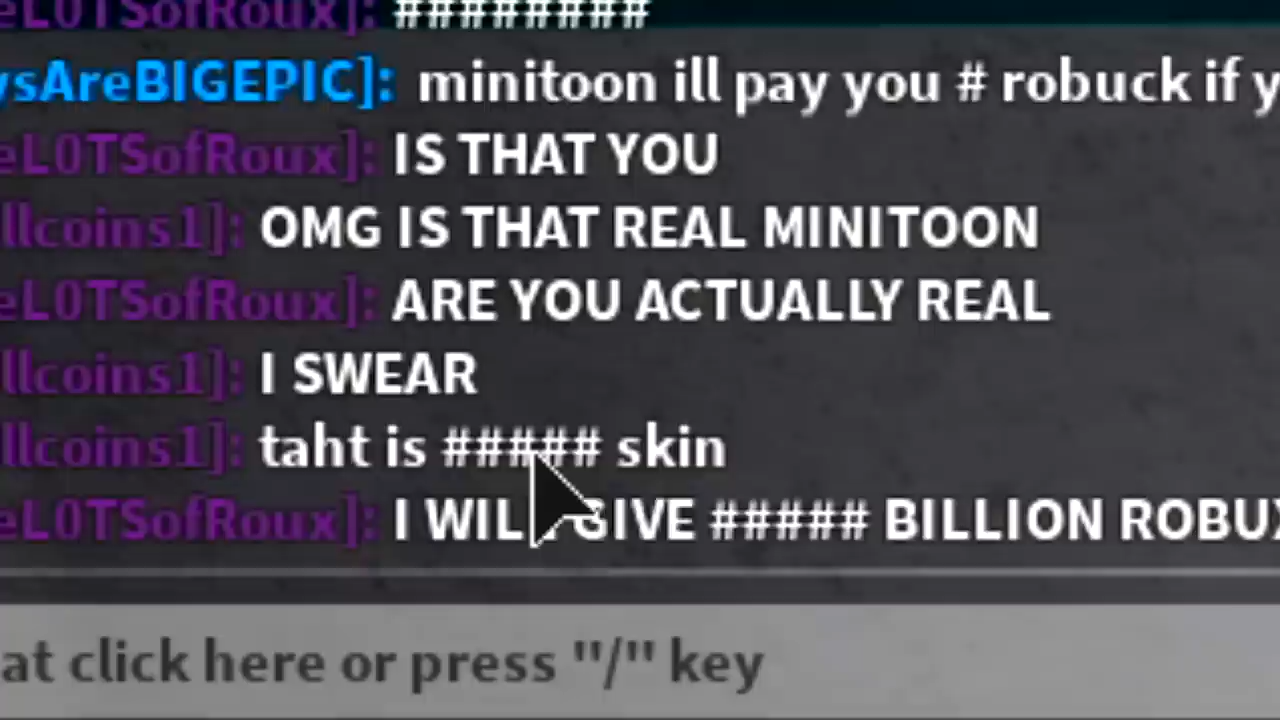 eL0TSofRoux]: ########
ysAreBIGEPIC]: minitoon ill pay you # robuck if y
eL0TSofRoux]: IS THAT YOU
llcoins1]: OMG IS THAT REAL MINITOON
eL0TSofRoux]: ARE YOU ACTUALLY REAL
llcoins1]: I SWEAR
llcoins1]: taht is ##### skin
eL0TSofRoux]: I WILL GIVE ##### BILLION ROBUX
at click here or press "/" key